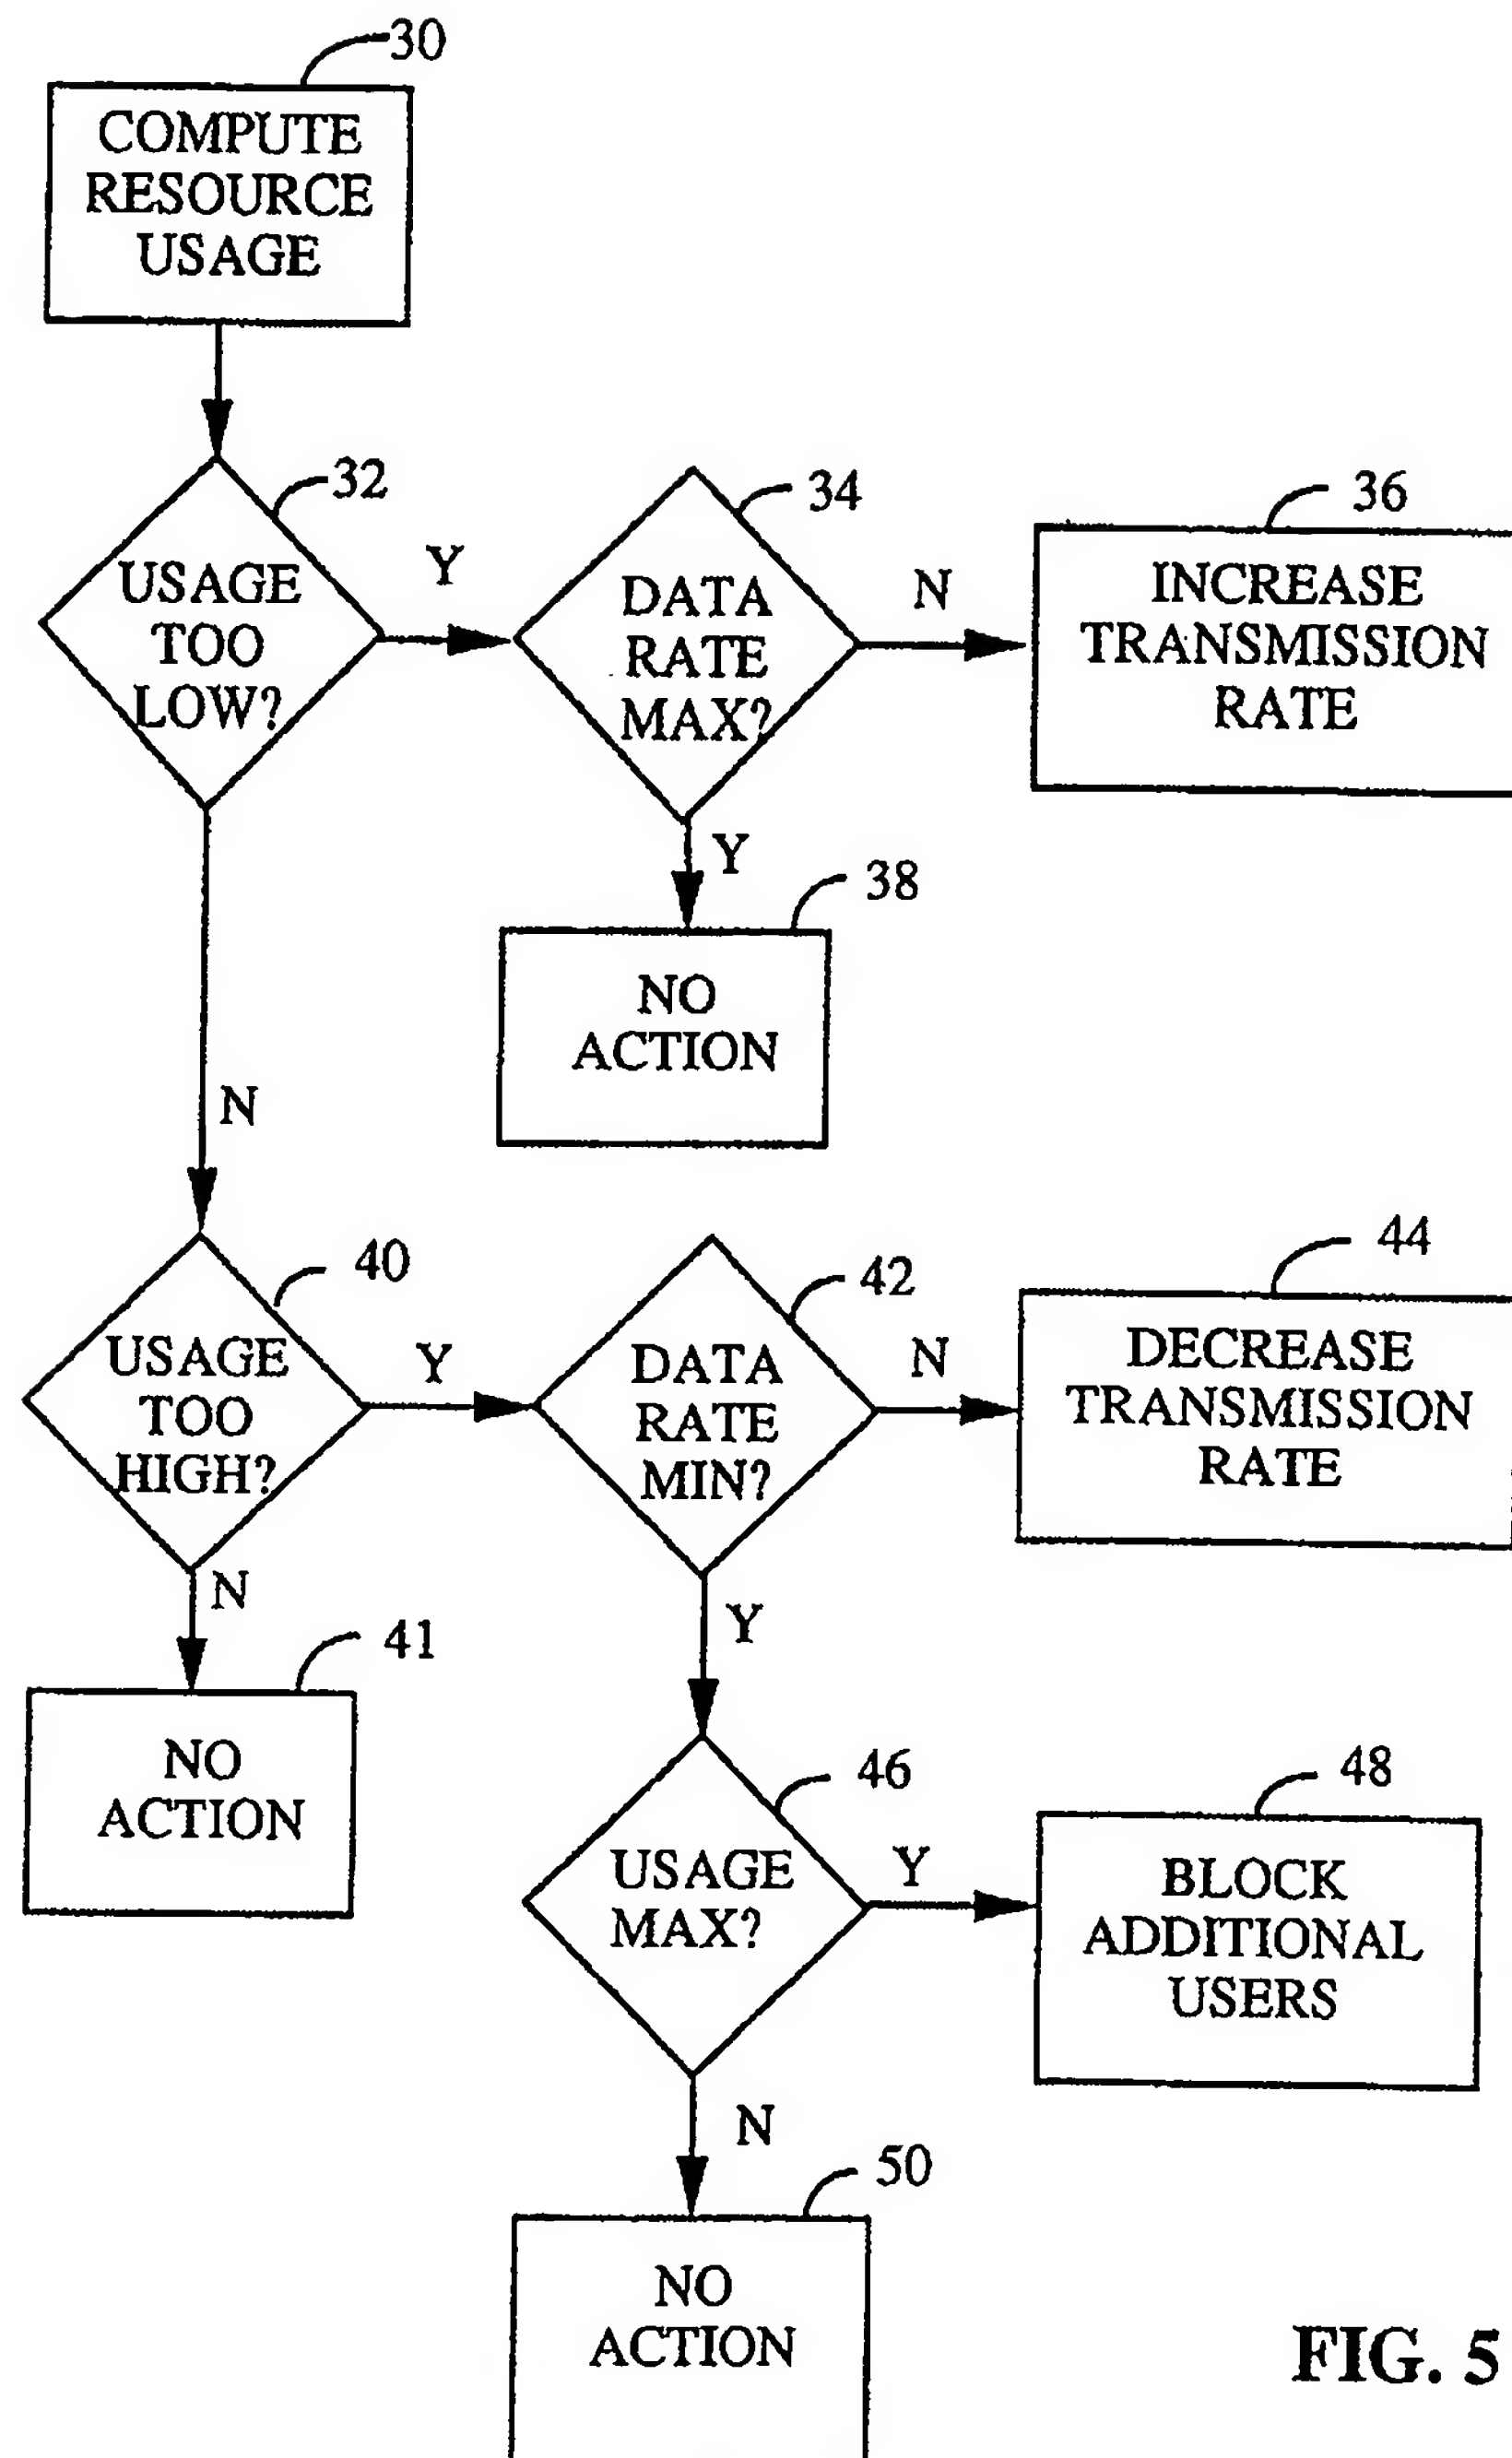 30
COMPUTE
RESOURCE
USAGE
32
USAGE
TOO
LOW?
Y
34
DATA
RATE
MAX?
N
36
INCREASE
TRANSMISSION
RATE
Y
38
NO
ACTION
N
40
USAGE
TOO
HIGH?
Y
42
DATA
RATE
MIN?
N
44
DECREASE
TRANSMISSION
RATE
N
41
NO
ACTION
Y
46
USAGE
MAX?
Y
48
BLOCK
ADDITIONAL
USERS
N
50
NO
ACTION
FIG. 5